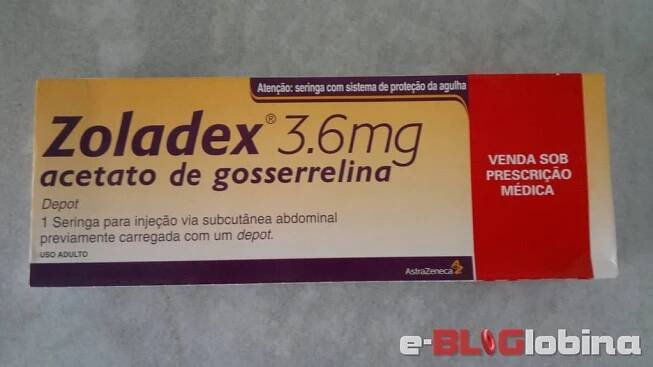 Atenção: seringa com sistema de proteção da agulha
Zoladex® 3.6mg
acetato de gosserrelina
Depot
1 Seringa para injeção via subcutânea abdominal
previamente carregada com um depot.
USO ADULTO
AstraZeneca
VENDA SOB
PRESCRIÇÃO
MÉDICA
e-BLOGlobina